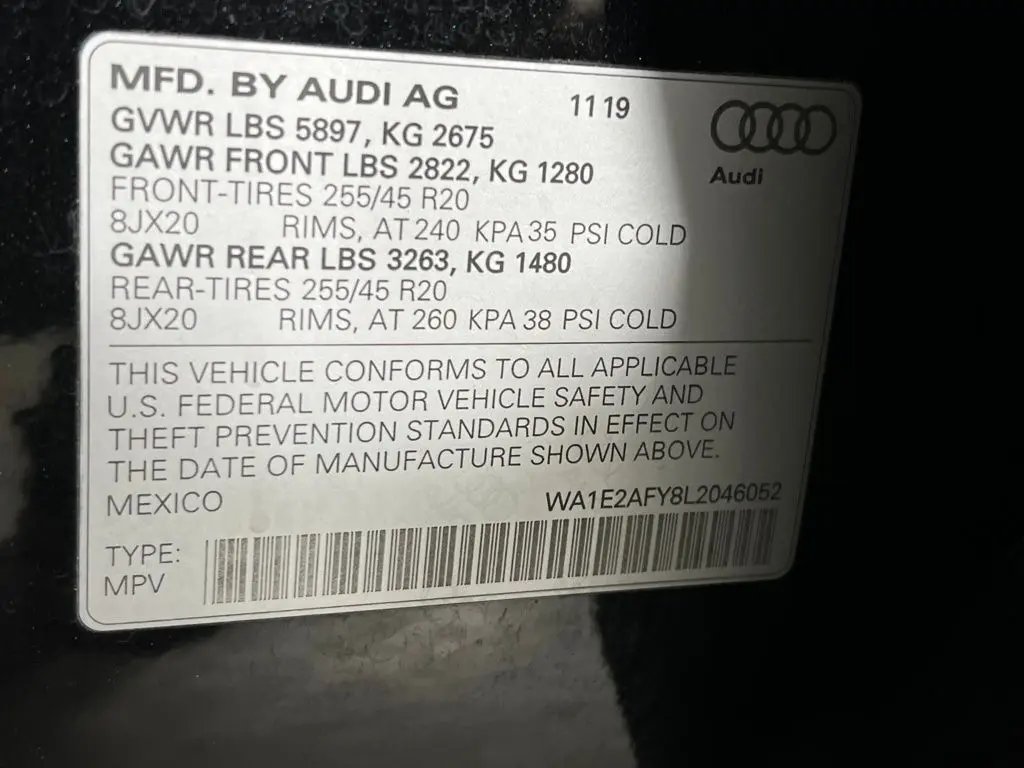 MFD. BY AUDI AG 11 19
Audi
GVWR LBS 5897, KG 2675
GAWR FRONT LBS 2822, KG 1280
FRONT-TIRES 255/45 R20
8JX20 RIMS, AT 240 KPA 35 PSI COLD
GAWR REAR LBS 3263, KG 1480
REAR-TIRES 255/45 R20
8JX20 RIMS, AT 260 KPA 38 PSI COLD
THIS VEHICLE CONFORMS TO ALL APPLICABLE
U.S. FEDERAL MOTOR VEHICLE SAFETY AND
THEFT PREVENTION STANDARDS IN EFFECT ON
THE DATE OF MANUFACTURE SHOWN ABOVE.
MEXICO WA1E2AFY8L2046052
TYPE:
MPV